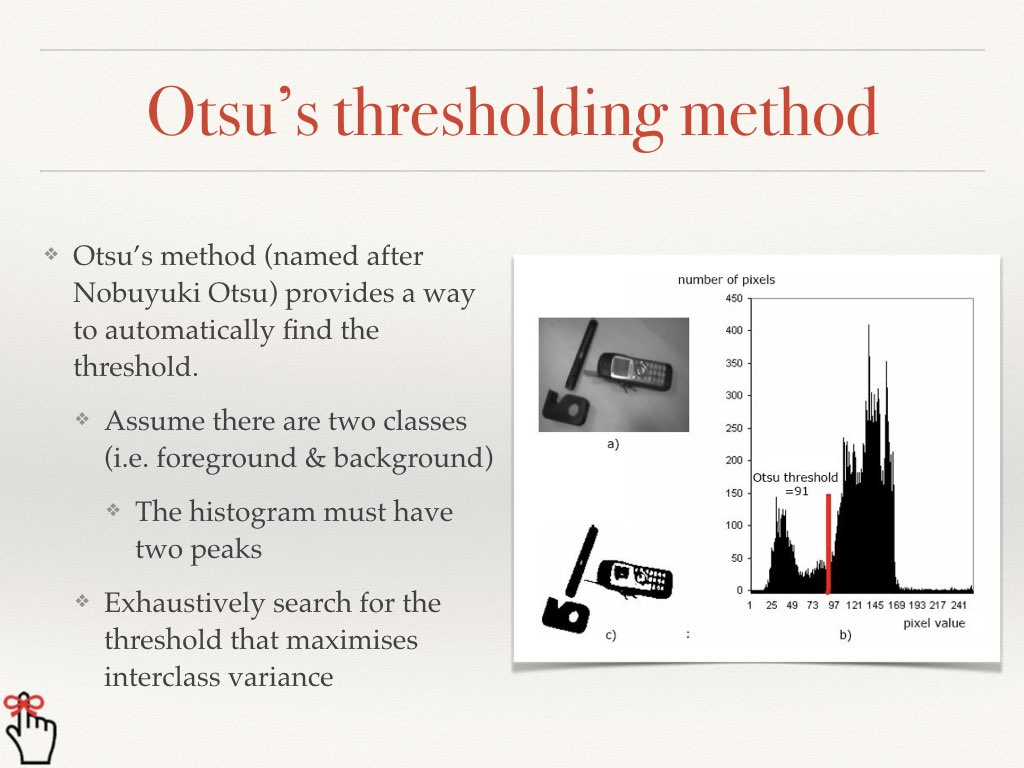 Otsu’s thresholding method
❖ Otsu’s method (named after
Nobuyuki Otsu) provides a way
to automatically find the
threshold.
❖ Assume there are two classes
(i.e. foreground & background)
❖ The histogram must have
two peaks
❖ Exhaustively search for the
threshold that maximises
interclass variance
number of pixels
450
400
350
300
250
200
150
100
50
0
Otsu threshold
=91
1 25 49 73 97 121 145 169 193 217 241
pixel value
a)
c)
:
b)